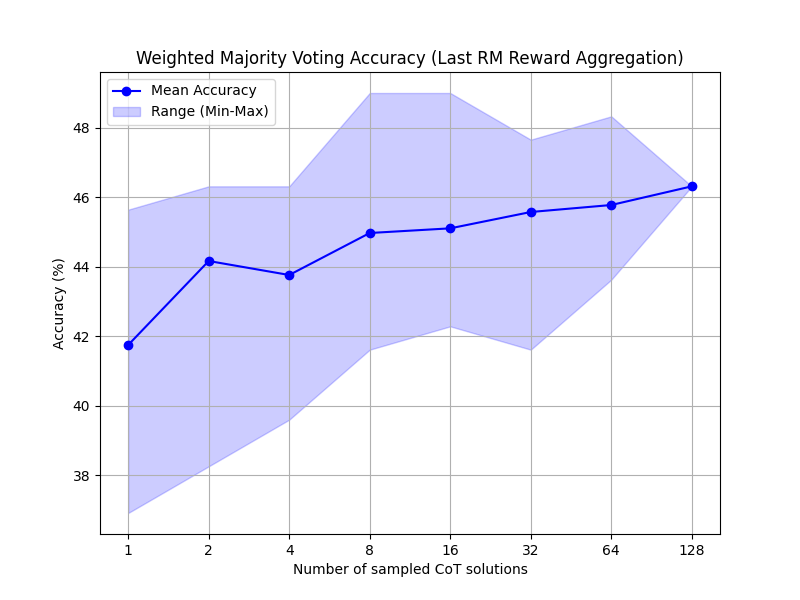 Weighted Majority Voting Accuracy (Last RM Reward Aggregation)
Mean Accuracy
Range (Min-Max)
Accuracy (%)
48
46
44
42
40
38
1 2 4 8 16 32 64 128
Number of sampled CoT solutions